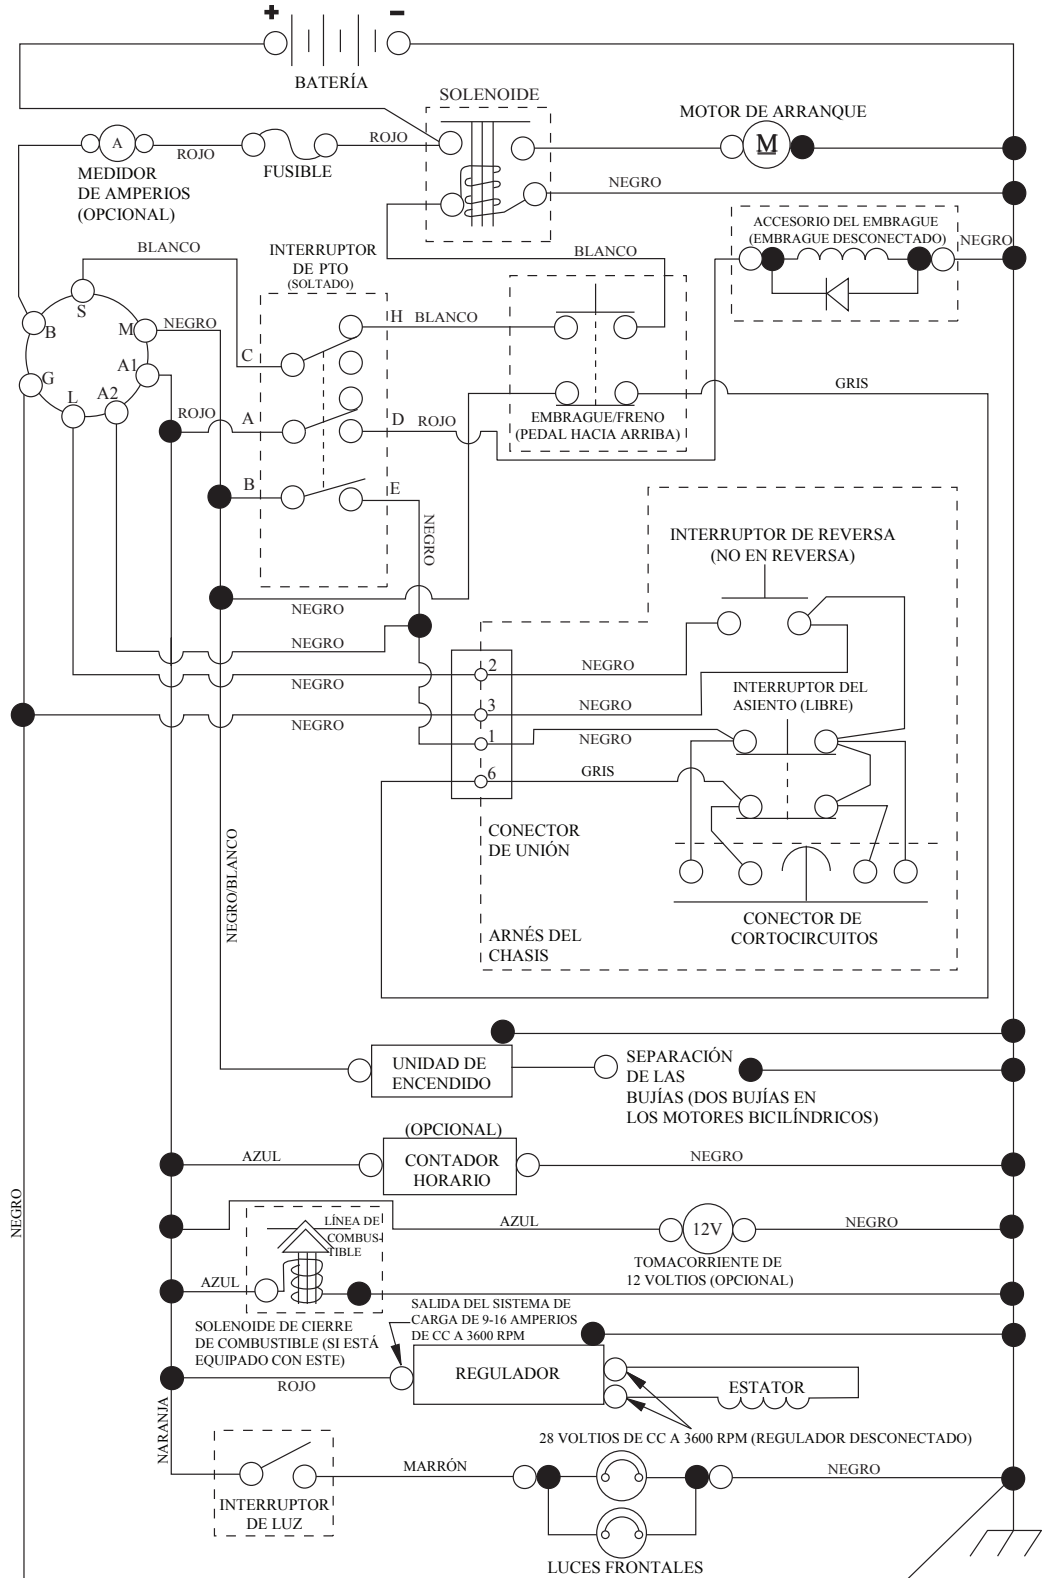 + -
BATERÍA
SOLENOIDE
MOTOR DE ARRANQUE
M
A
ROJO
FUSIBLE
ROJO
MEDIDOR
DE AMPERIOS
(OPCIONAL)
NEGRO
ACCESORIO DEL EMBRAGUE
(EMBRAGUE DESCONECTADO)
NEGRO
BLANCO
INTERRUPTOR
DE PTO
(SOLTADO)
BLANCO
S
B
M
NEGRO
G
A1
L
A2
H
BLANCO
C
GRIS
ROJO
A
D
ROJO
EMBRAGUE/FRENO
(PEDAL HACIA ARRIBA)
B
E
NEGRO
INTERRUPTOR DE REVERSA
(NO EN REVERSA)
NEGRO
NEGRO
2
NEGRO
NEGRO
INTERRUPTOR DEL
ASIENTO (LIBRE)
3
NEGRO
NEGRO
1
NEGRO
6
GRIS
CONECTOR
DE UNIÓN
NEGRO/BLANCO
CONECTOR DE
CORTOCIRCUITOS
ARNÉS DEL
CHASIS
UNIDAD DE
ENCENDIDO
SEPARACIÓN
DE LAS
BUJÍAS (DOS BUJÍAS EN
LOS MOTORES BICILÍNDRICOS)
(OPCIONAL)
AZUL
CONTADOR
HORARIO
NEGRO
NEGRO
LÍNEA DE
COMBUS-
TIBLE
AZUL
12V
NEGRO
TOMACORRIENTE DE
12 VOLTIOS (OPCIONAL)
AZUL
SOLENOIDE DE CIERRE
DE COMBUSTIBLE (SI ESTÁ
EQUIPADO CON ESTE)
SALIDA DEL SISTEMA DE
CARGA DE 9-16 AMPERIOS
DE CC A 3600 RPM
ROJO
REGULADOR
ESTATOR
28 VOLTIOS DE CC A 3600 RPM (REGULADOR DESCONECTADO)
NARANJA
INTERRUPTOR
DE LUZ
MARRÓN
NEGRO
LUCES FRONTALES